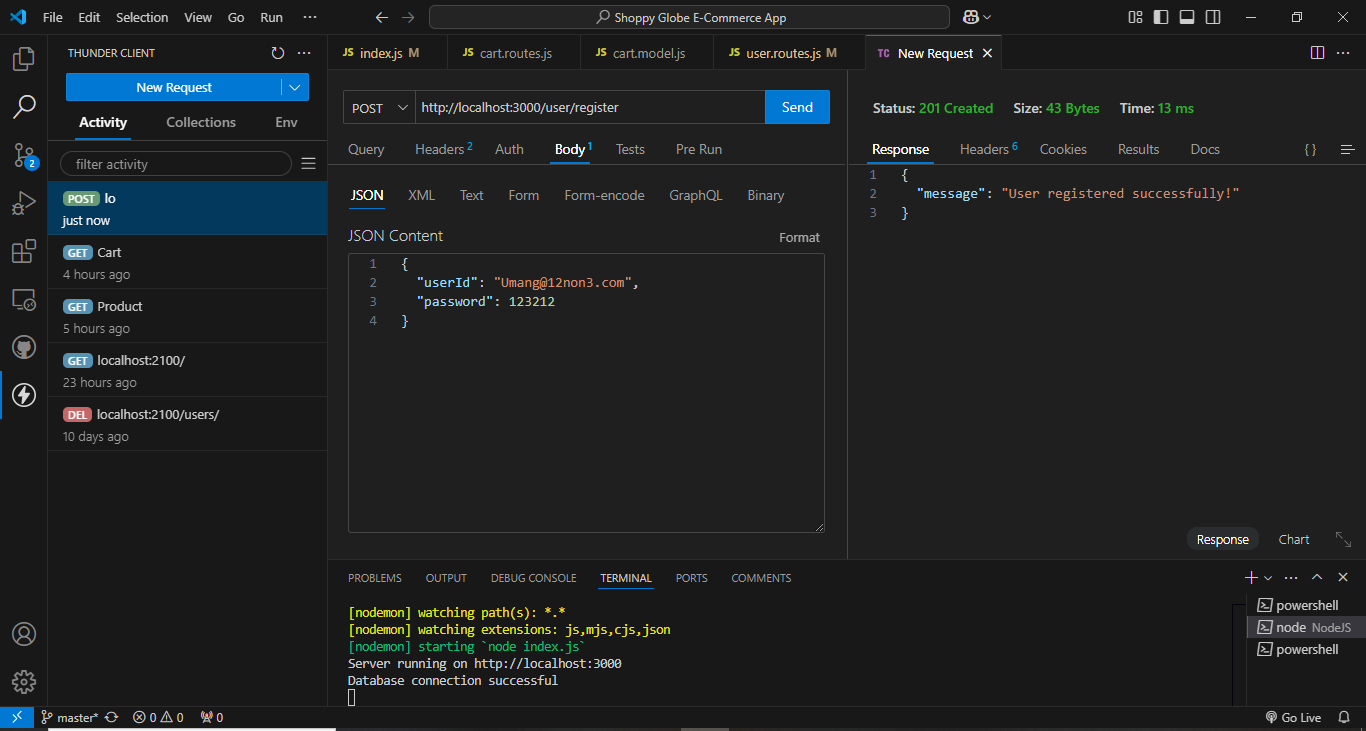 File Edit Selection View Go Run ··· Shoppy Globe E-Commerce App
THUNDER CLIENT
New Request
Activity Collections Env
filter activity
POST lo
just now
GET Cart
4 hours ago
GET Product
5 hours ago
GET localhost:2100/
23 hours ago
DEL localhost:2100/users/
10 days ago
2
JS index.js M JS cart.routes.js JS cart.model.js JS user.routes.js M TC New Request
POST http://localhost:3000/user/register Send
Query Headers 2 Auth Body 1 Tests Pre Run
JSON XML Text Form Form-encode GraphQL Binary
JSON Content Format
1 {
2 "userId": "Umang@12non3.com",
3 "password": 123212
4 }
Status: 201 Created Size: 43 Bytes Time: 13 ms
Response Headers 6 Cookies Results Docs { }
1 {
2 "message": "User registered successfully!"
3 }
Response Chart
PROBLEMS OUTPUT DEBUG CONSOLE TERMINAL PORTS COMMENTS
[nodemon] watching path(s): *.*
[nodemon] watching extensions: js,mjs,cjs,json
[nodemon] starting `node index.js`
Server running on http://localhost:3000
Database connection successful
powershell
node NodeJS
powershell
master* 0 0 0 Go Live